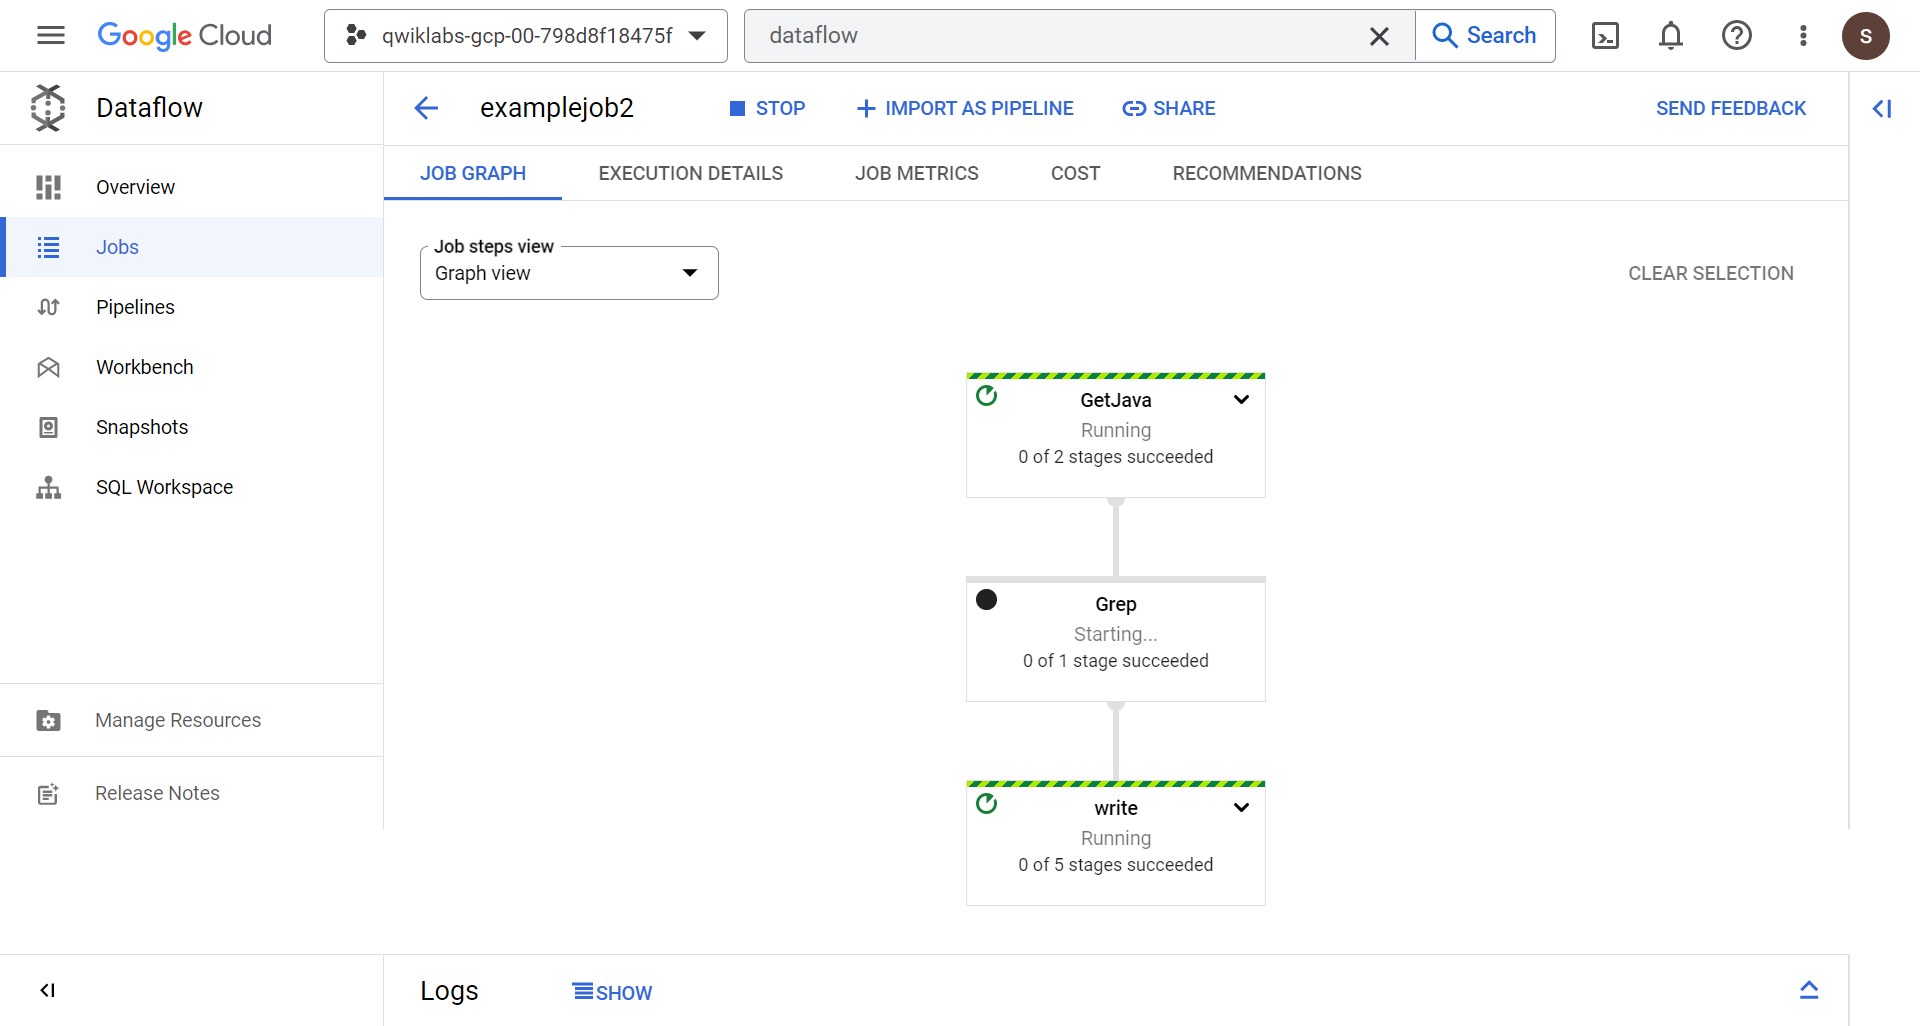 Google Cloud
qwiklabs-gcp-00-798d8f18475f
dataflow
Search
S
Dataflow
examplejob2
STOP
IMPORT AS PIPELINE
SHARE
SEND FEEDBACK
Overview
Jobs
Pipelines
Workbench
Snapshots
SQL Workspace
Manage Resources
Release Notes
JOB GRAPH
EXECUTION DETAILS
JOB METRICS
COST
RECOMMENDATIONS
Job steps view
Graph view
CLEAR SELECTION
GetJava
Running
0 of 2 stages succeeded
Grep
Starting...
0 of 1 stage succeeded
write
Running
0 of 5 stages succeeded
Logs
SHOW